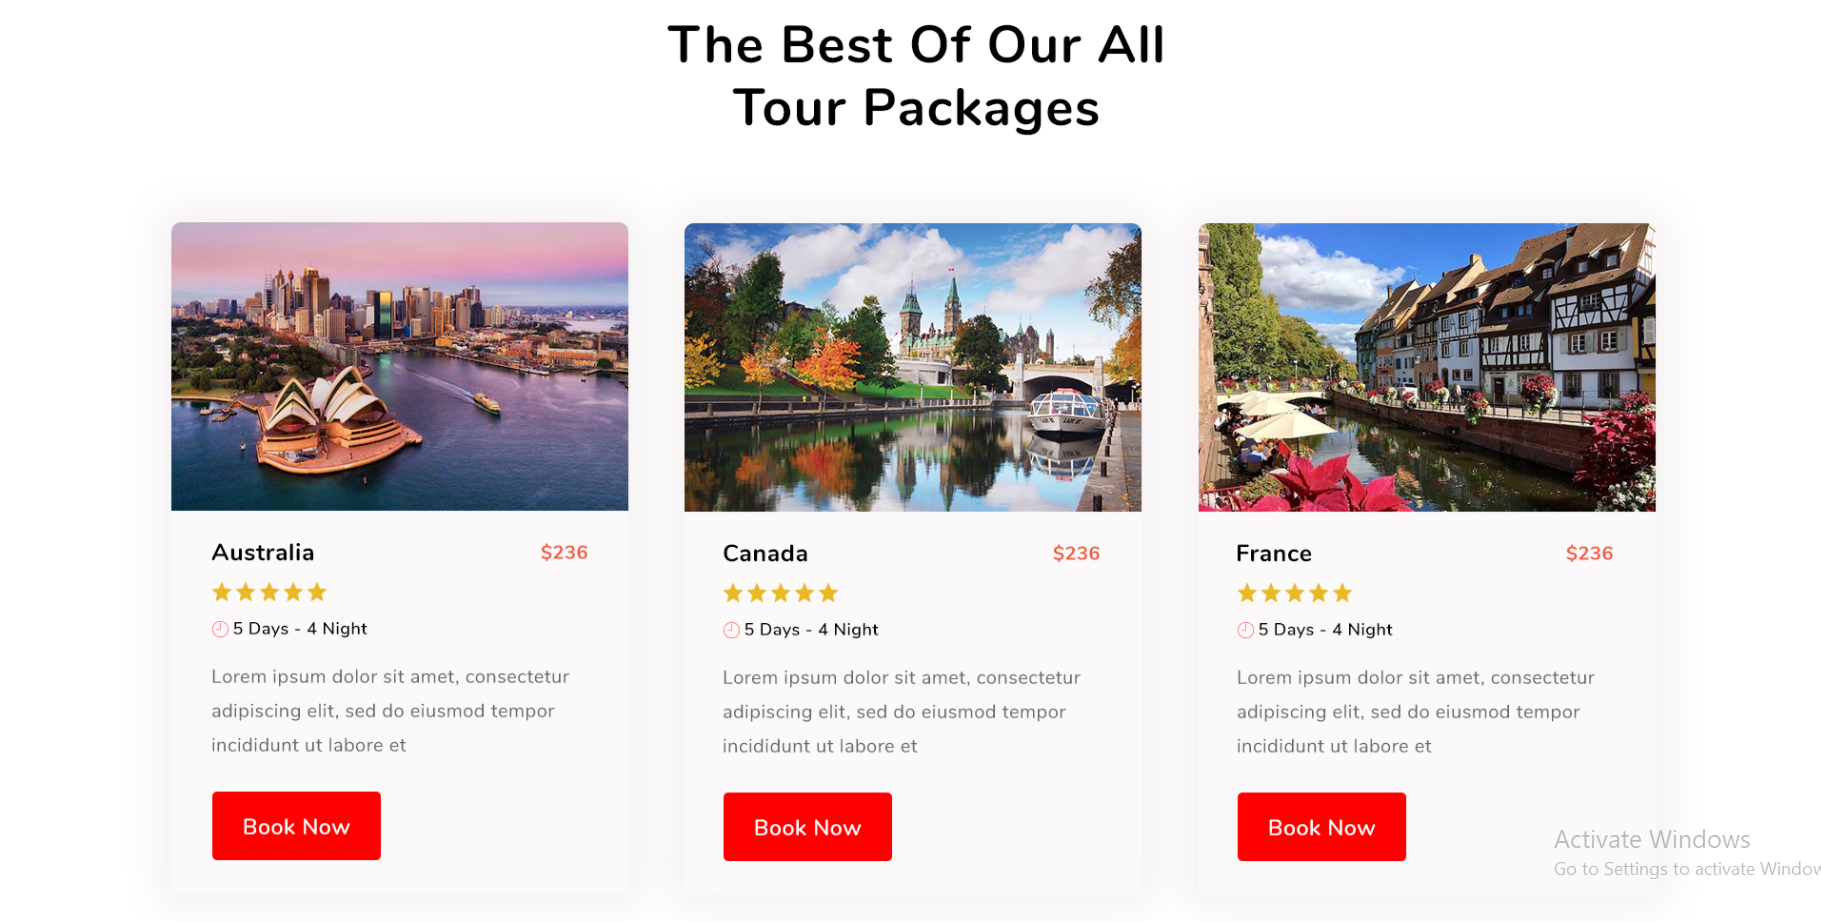 The Best Of Our All
Tour Packages
Australia
$236
5 Days - 4 Night
Lorem ipsum dolor sit amet, consectetur
adipiscing elit, sed do eiusmod tempor
incididunt ut labore et
Book Now
Canada
$236
5 Days - 4 Night
Lorem ipsum dolor sit amet, consectetur
adipiscing elit, sed do eiusmod tempor
incididunt ut labore et
Book Now
France
$236
5 Days - 4 Night
Lorem ipsum dolor sit amet, consectetur
adipiscing elit, sed do eiusmod tempor
incididunt ut labore et
Book Now
Activate Windows
Go to Settings to activate Window